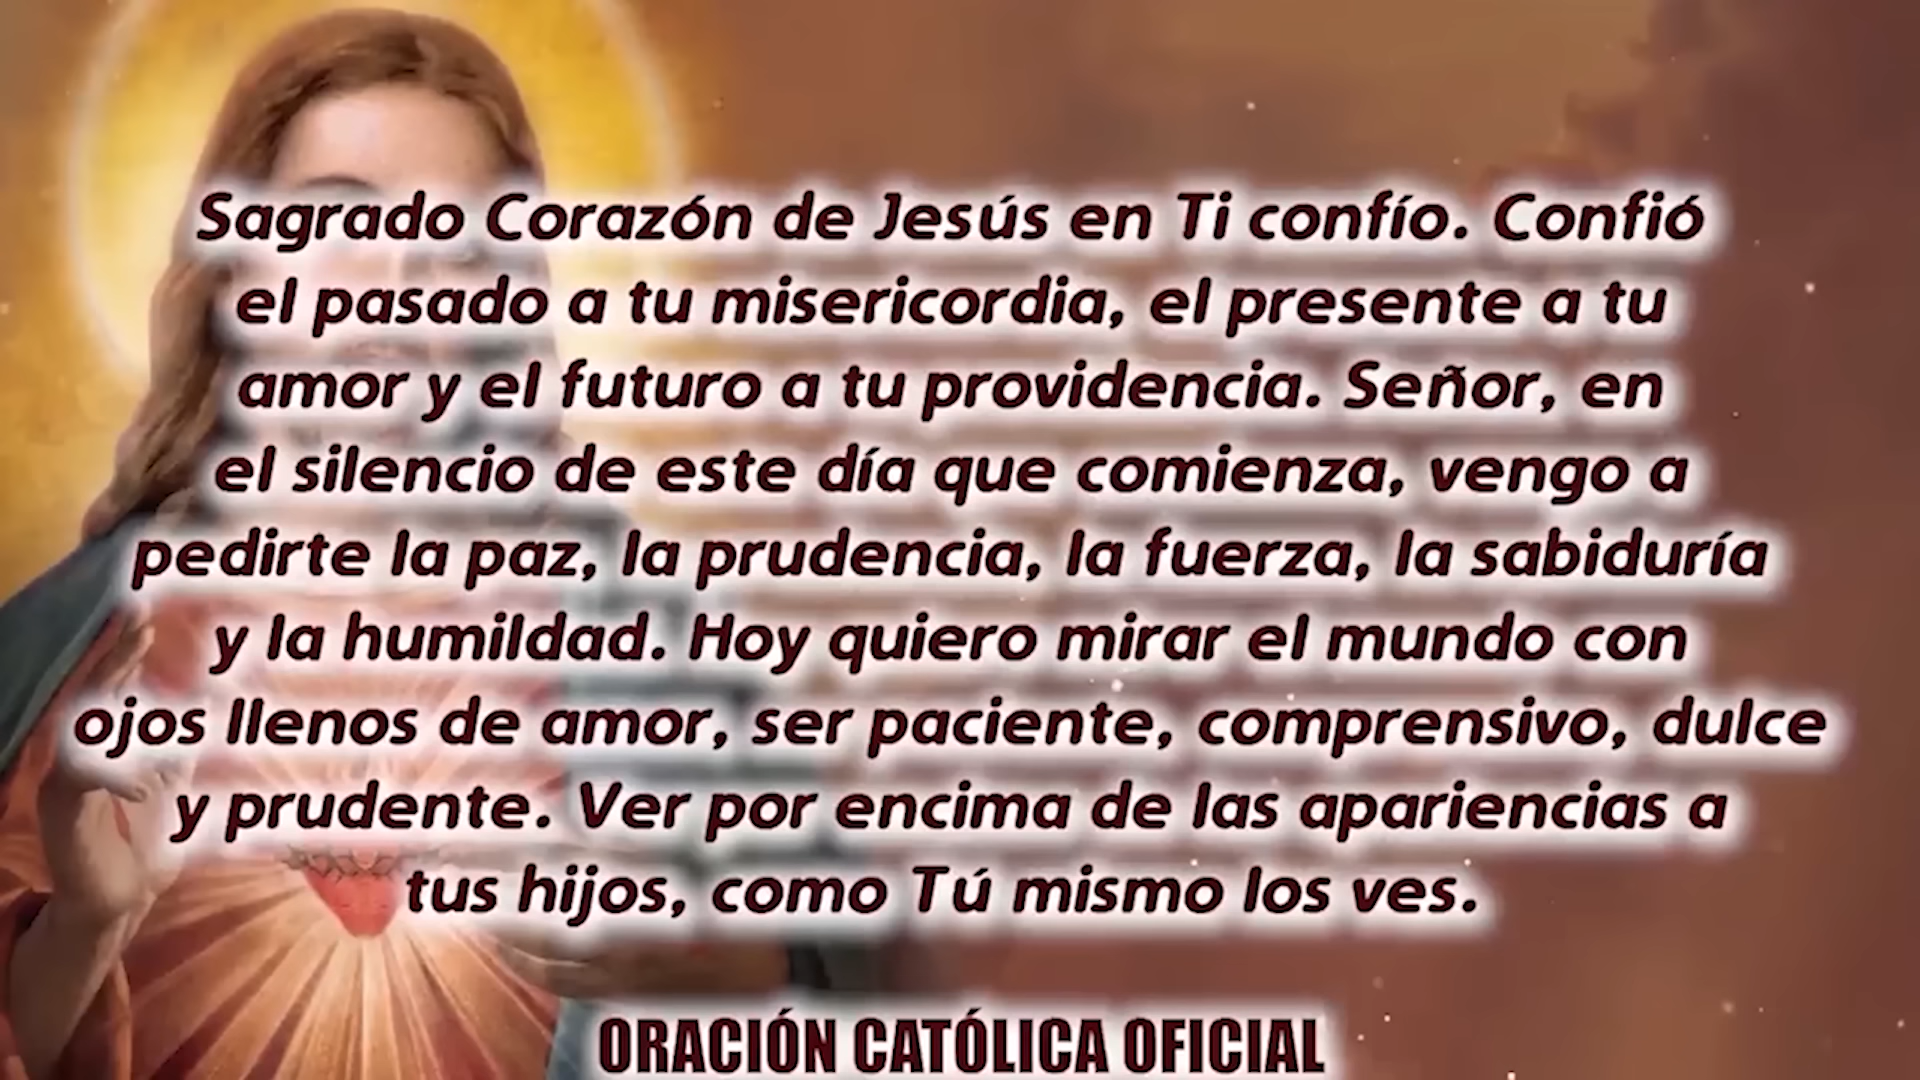 Sagrado Corazón de Jesús en Ti confío. Confió
el pasado a tu misericordia, el presente a tu
amor y el futuro a tu providencia. Señor, en
el silencio de este día que comienza, vengo a
pedirte la paz, la prudencia, la fuerza, la sabiduría
y la humildad. Hoy quiero mirar el mundo con
ojos llenos de amor, ser paciente, comprensivo, dulce
y prudente. Ver por encima de las apariencias a
tus hijos, como Tú mismo los ves.
ORACIÓN CATÓLICA OFICIAL